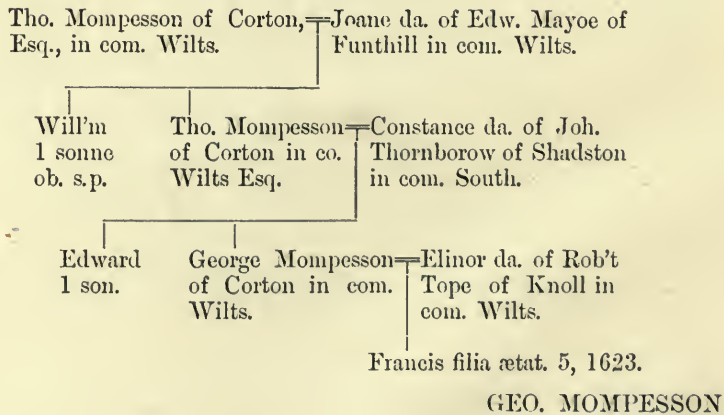 Tho. Mompesson of Corton,
Esq., in com. Wilts.
Joane da. of Edw. Mayoe of
Funthill in com. Wilts.
Will'm
1 sonne
ob. s.p.
Tho. Mompesson
of Corton in co.
Wilts Esq.
Constance da. of Joh.
Thornborow of Shadston
in com. South.
Edward
1 son.
George Mompesson
of Corton in com.
Wilts.
Elinor da. of Rob't
Tope of Knoll in
com. Wilts.
Francis filia ætat. 5, 1623.
GEO. MOMPESSON